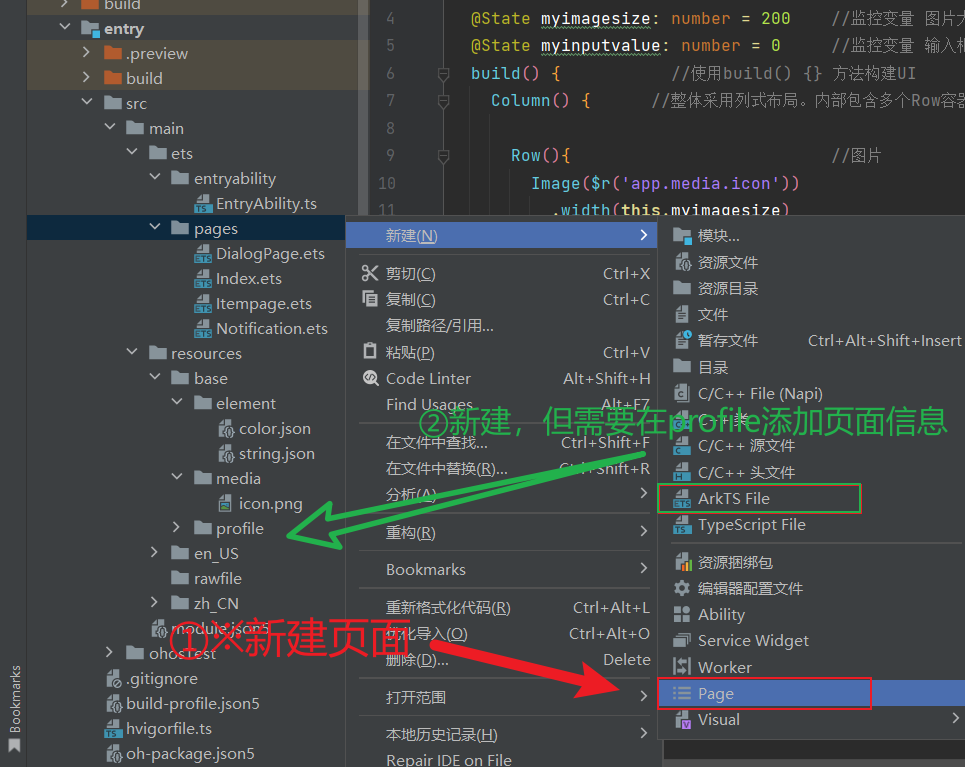 build
entry
.preview
build
src
main
ets
entryability
EntryAbility.ts
pages
DialogPage.ets
Index.ets
Itempage.ets
Notification.ets
resources
base
element
color.json
string.json
media
icon.png
profile
en_US
rawfile
zh_CN
module.json5
ohosTest
.gitignore
build-profile.json5
hvigorfile.ts
oh-package.json5
Bookmarks
4 @State myimagesize: number = 200 //监控变量 图片
5 @State myinputvalue: number = 0 //监控变量 输入
6 build() { //使用build() {} 方法构建UI
7 Column() { //整体采用列式布局。内部包含多个Row容
8
9 Row(){ //图片
10 Image($r('app.media.icon'))
11 .width(this.myimagesize)
新建(N)
剪切(C) Ctrl+X
复制(C) Ctrl+C
复制路径/引用...
粘贴(P) Ctrl+V
Code Linter Alt+Shift+H
Find Usages Alt+F7
在文件中查找... Ctrl+Shift+F
在文件中替换(R)... Ctrl+Shift+R
分析(A)
重构(R)
Bookmarks
重新格式化代码(R) Ctrl+Alt+L
优化导入(O) Ctrl+Alt+O
删除(D)... Delete
打开范围
本地历史记录(H)
Repair IDE on File
模块...
资源文件
资源目录
文件
暂存文件 Ctrl+Alt+Shift+Insert
目录
C/C++ File (Napi)
C++ 类
C/C++ 源文件
C/C++ 头文件
ArkTS File
TypeScript File
资源捆绑包
编辑器配置文件
Ability
Service Widget
Worker
Page
Visual
②新建，但需要在profile添加页面信息
①※新建页面